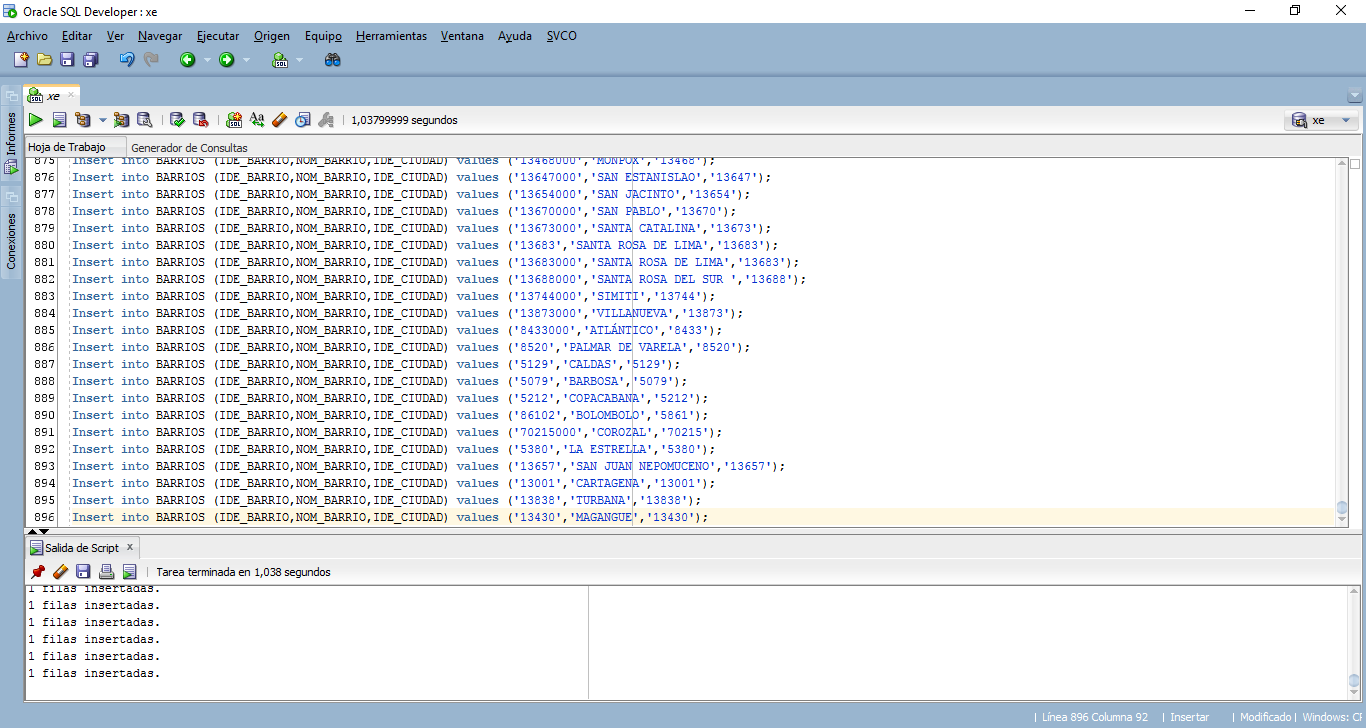 Oracle SQL Developer : xe
Archivo Editar Ver Navegar Ejecutar Origen Equipo Herramientas Ventana Ayuda SVCO
xe
1,03799999 segundos
xe
Informes
Conexiones
Hoja de Trabajo Generador de Consultas
875 Insert into BARRIOS (IDE_BARRIO,NOM_BARRIO,IDE_CIUDAD) values ('13468000','MONPOX','13468');
876 Insert into BARRIOS (IDE_BARRIO,NOM_BARRIO,IDE_CIUDAD) values ('13647000','SAN ESTANISLAO','13647');
877 Insert into BARRIOS (IDE_BARRIO,NOM_BARRIO,IDE_CIUDAD) values ('13654000','SAN JACINTO','13654');
878 Insert into BARRIOS (IDE_BARRIO,NOM_BARRIO,IDE_CIUDAD) values ('13670000','SAN PABLO','13670');
879 Insert into BARRIOS (IDE_BARRIO,NOM_BARRIO,IDE_CIUDAD) values ('13673000','SANTA CATALINA','13673');
880 Insert into BARRIOS (IDE_BARRIO,NOM_BARRIO,IDE_CIUDAD) values ('13683','SANTA ROSA DE LIMA','13683');
881 Insert into BARRIOS (IDE_BARRIO,NOM_BARRIO,IDE_CIUDAD) values ('13683000','SANTA ROSA DE LIMA','13683');
882 Insert into BARRIOS (IDE_BARRIO,NOM_BARRIO,IDE_CIUDAD) values ('13688000','SANTA ROSA DEL SUR ','13688');
883 Insert into BARRIOS (IDE_BARRIO,NOM_BARRIO,IDE_CIUDAD) values ('13744000','SIMITI','13744');
884 Insert into BARRIOS (IDE_BARRIO,NOM_BARRIO,IDE_CIUDAD) values ('13873000','VILLANUEVA','13873');
885 Insert into BARRIOS (IDE_BARRIO,NOM_BARRIO,IDE_CIUDAD) values ('8433000','ATLÁNTICO','8433');
886 Insert into BARRIOS (IDE_BARRIO,NOM_BARRIO,IDE_CIUDAD) values ('8520','PALMAR DE VARELA','8520');
887 Insert into BARRIOS (IDE_BARRIO,NOM_BARRIO,IDE_CIUDAD) values ('5129','CALDAS','5129');
888 Insert into BARRIOS (IDE_BARRIO,NOM_BARRIO,IDE_CIUDAD) values ('5079','BARBOSA','5079');
889 Insert into BARRIOS (IDE_BARRIO,NOM_BARRIO,IDE_CIUDAD) values ('5212','COPACABANA','5212');
890 Insert into BARRIOS (IDE_BARRIO,NOM_BARRIO,IDE_CIUDAD) values ('86102','BOLOMBOLO','5861');
891 Insert into BARRIOS (IDE_BARRIO,NOM_BARRIO,IDE_CIUDAD) values ('70215000','COROZAL','70215');
892 Insert into BARRIOS (IDE_BARRIO,NOM_BARRIO,IDE_CIUDAD) values ('5380','LA ESTRELLA','5380');
893 Insert into BARRIOS (IDE_BARRIO,NOM_BARRIO,IDE_CIUDAD) values ('13657','SAN JUAN NEPOMUCENO','13657');
894 Insert into BARRIOS (IDE_BARRIO,NOM_BARRIO,IDE_CIUDAD) values ('13001','CARTAGENA','13001');
895 Insert into BARRIOS (IDE_BARRIO,NOM_BARRIO,IDE_CIUDAD) values ('13838','TURBANA','13838');
896 Insert into BARRIOS (IDE_BARRIO,NOM_BARRIO,IDE_CIUDAD) values ('13430','MAGANGUE','13430');
Salida de Script x
Tarea terminada en 1,038 segundos
1 filas insertadas.
1 filas insertadas.
1 filas insertadas.
1 filas insertadas.
1 filas insertadas.
1 filas insertadas.
| Línea 896 Columna 92 | Insertar | Modificado | Windows: CF